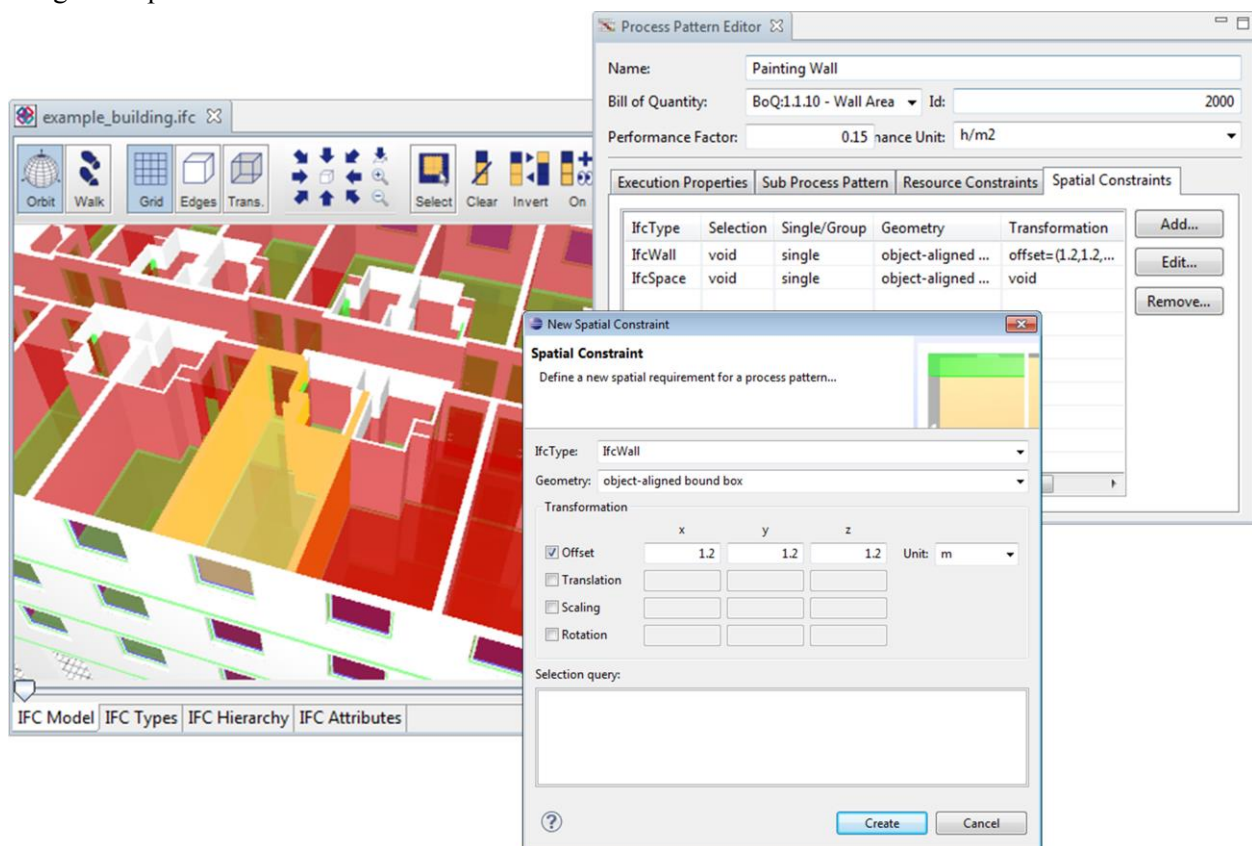 Process Pattern Editor
Name: Painting Wall
Bill of Quantity: BoQ:1.1.10 - Wall Area Id: 2000
Performance Factor: 0.15 nance Unit: h/m2
Execution Properties Sub Process Pattern Resource Constraints Spatial Constraints
IfcType Selection Single/Group Geometry Transformation Add...
IfcWall void single object-aligned ... offset=(1.2,1.2,... Edit...
IfcSpace void single object-aligned ... void Remove...
example_building.ifc
Orbit Walk Grid Edges Trans. Select Clear Invert On
IFC Model IFC Types IFC Hierarchy IFC Attributes
New Spatial Constraint
Spatial Constraint
Define a new spatial requirement for a process pattern...
IfcType: IfcWall
Geometry: object-aligned bound box
Transformation
x y z
Offset 1.2 1.2 1.2 Unit: m
Translation
Scaling
Rotation
Selection query:
Create Cancel